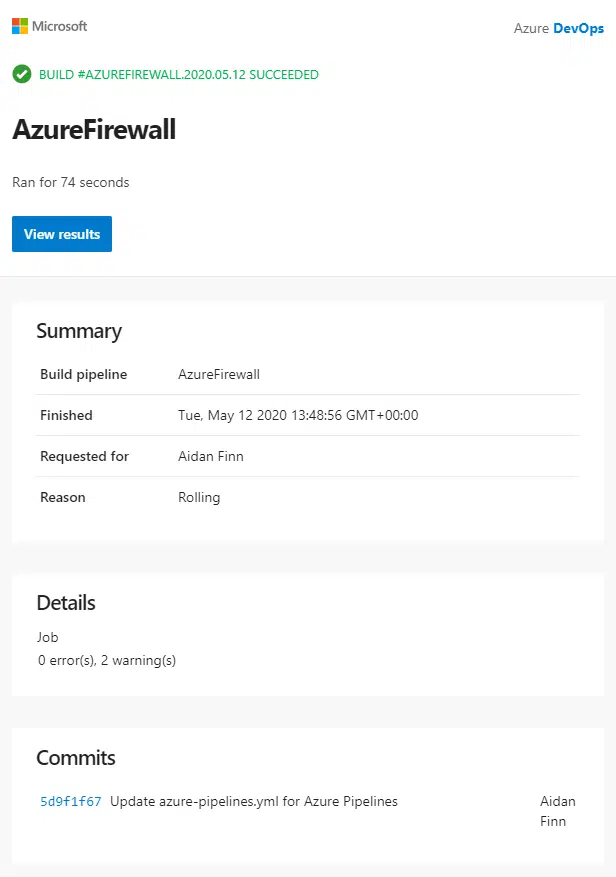 Microsoft
Azure DevOps
BUILD #AZUREFIREWALL.2020.05.12 SUCCEEDED
AzureFirewall
Ran for 74 seconds
View results
Summary
Build pipeline AzureFirewall
Finished Tue, May 12 2020 13:48:56 GMT+00:00
Requested for Aidan Finn
Reason Rolling
Details
Job
0 error(s), 2 warning(s)
Commits
5d9f1f67 Update azure-pipelines.yml for Azure Pipelines Aidan
Finn